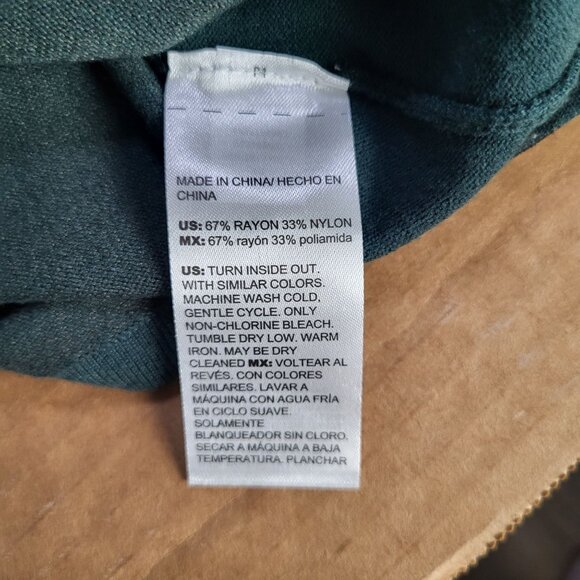 MADE IN CHINA/ HECHO EN
CHINA
US: 67% RAYON 33% NYLON
MX: 67% rayón 33% poliamida
US: TURN INSIDE OUT.
WITH SIMILAR COLORS.
MACHINE WASH COLD,
GENTLE CYCLE. ONLY
NON-CHLORINE BLEACH.
TUMBLE DRY LOW. WARM
IRON. MAY BE DRY
CLEANED MX: VOLTEAR AL
REVÉS. CON COLORES
SIMILARES. LAVAR A
MÁQUINA CON AGUA FRÍA
EN CICLO SUAVE.
SOLAMENTE
BLANQUEADOR SIN CLORO.
SECAR A MÁQUINA A BAJA
TEMPERATURA. PLANCHAR